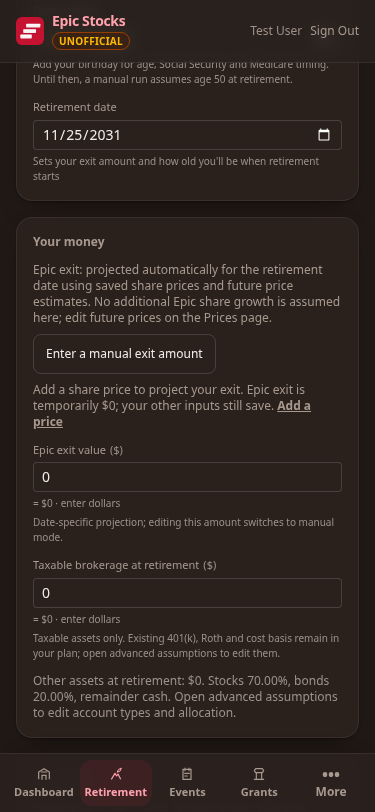 Epic Stocks
UNOFFICIAL
Test User Sign Out
Add your birthday for age, Social Security and Medicare timing.
Until then, a manual run assumes age 50 at retirement.
Retirement date
11/25/2031
Sets your exit amount and how old you'll be when retirement
starts
Your money
Epic exit: projected automatically for the retirement
date using saved share prices and future price
estimates. No additional Epic share growth is assumed
here; edit future prices on the Prices page.
Enter a manual exit amount
Add a share price to project your exit. Epic exit is
temporarily $0; your other inputs still save. Add a
price
Epic exit value ($)
0
= $0 · enter dollars
Date-specific projection; editing this amount switches to manual
mode.
Taxable brokerage at retirement ($)
0
= $0 · enter dollars
Taxable assets only. Existing 401(k), Roth and cost basis remain in
your plan; open advanced assumptions to edit them.
Other assets at retirement: $0. Stocks 70.00%, bonds
20.00%, remainder cash. Open advanced assumptions
to edit account types and allocation.
Dashboard Retirement Events Grants More